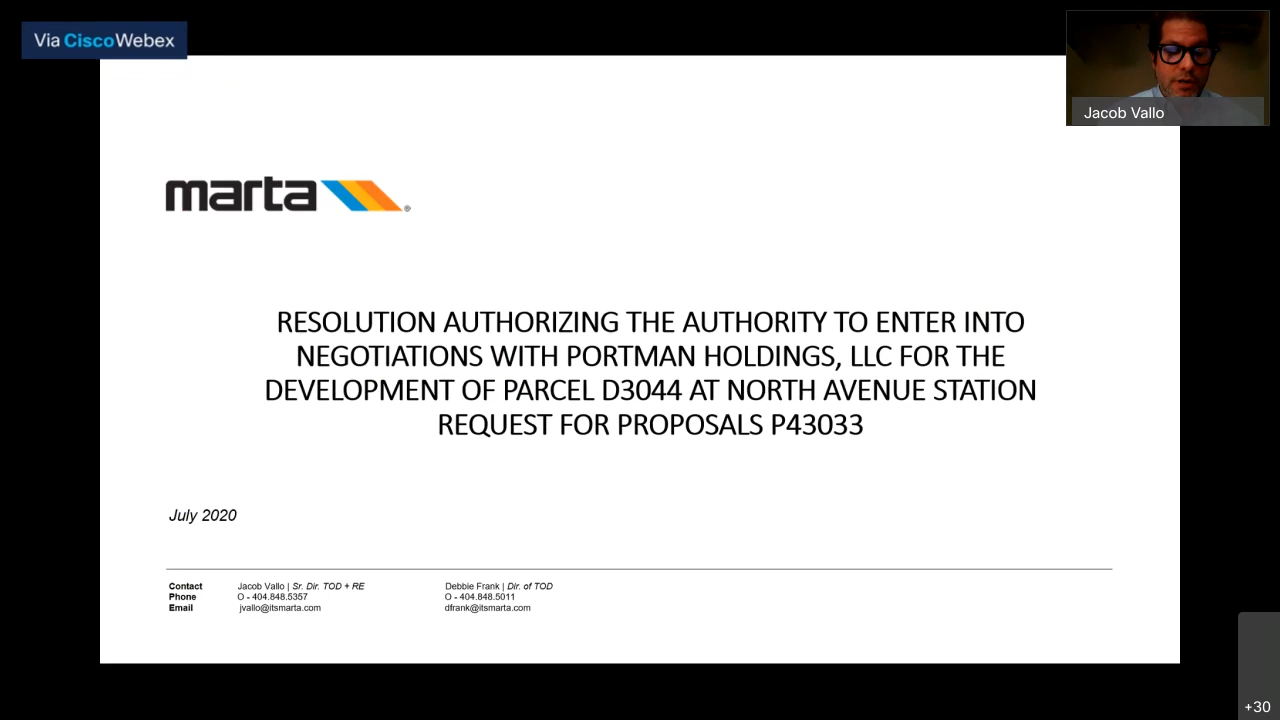 Via CiscoWebex
Jacob Vallo
marta
RESOLUTION AUTHORIZING THE AUTHORITY TO ENTER INTO
NEGOTIATIONS WITH PORTMAN HOLDINGS, LLC FOR THE
DEVELOPMENT OF PARCEL D3044 AT NORTH AVENUE STATION
REQUEST FOR PROPOSALS P43033
July 2020
Contact Jacob Vallo | Sr. Dir. TOD + RE Debbie Frank | Dir. of TOD
Phone O - 404.848.5357 O - 404.848.5011
Email jvallo@itsmarta.com dfrank@itsmarta.com
+30